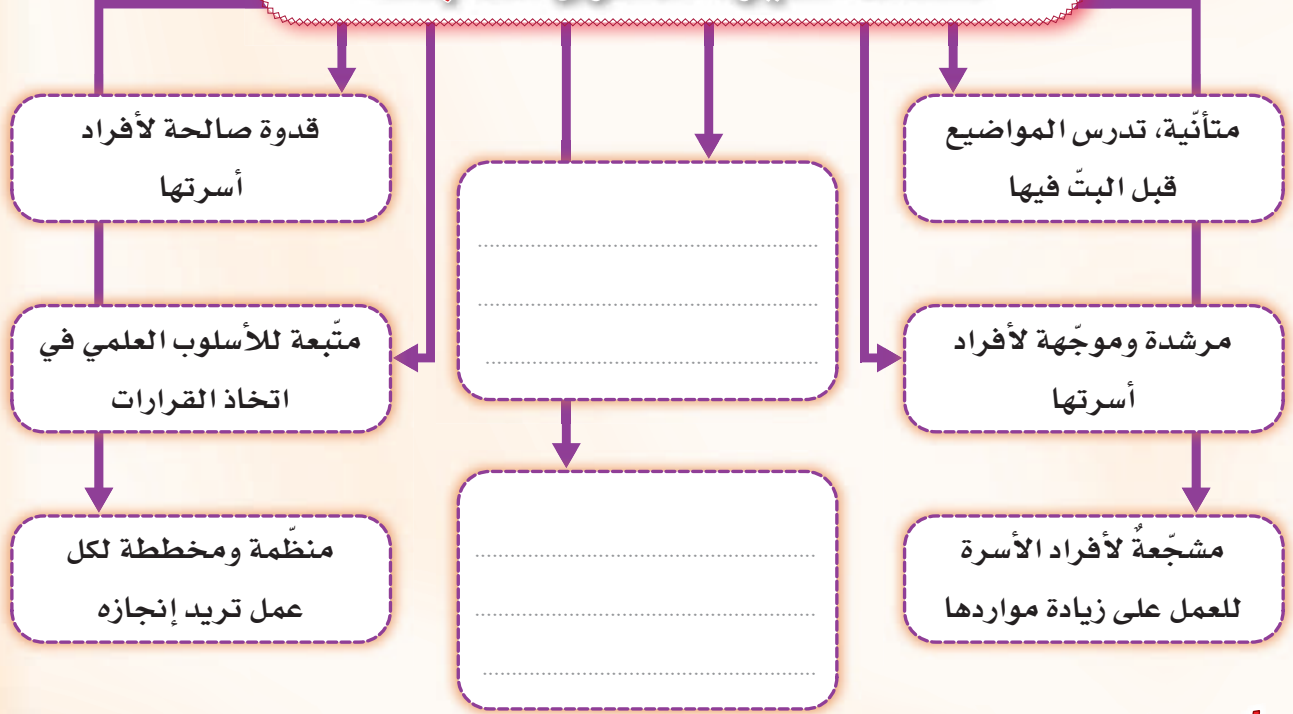 متأنّية، تدرس المواضيع
قبل البتّ فيها
قدوة صالحة لأفراد
أسرتها
مرشدة وموجّهة لأفراد
أسرتها
متّبعة للأسلوب العلمي في
اتخاذ القرارات
مشجّعةٌ لأفراد الأسرة
للعمل على زيادة مواردها
منظّمة ومخططة لكل
عمل تريد إنجازه